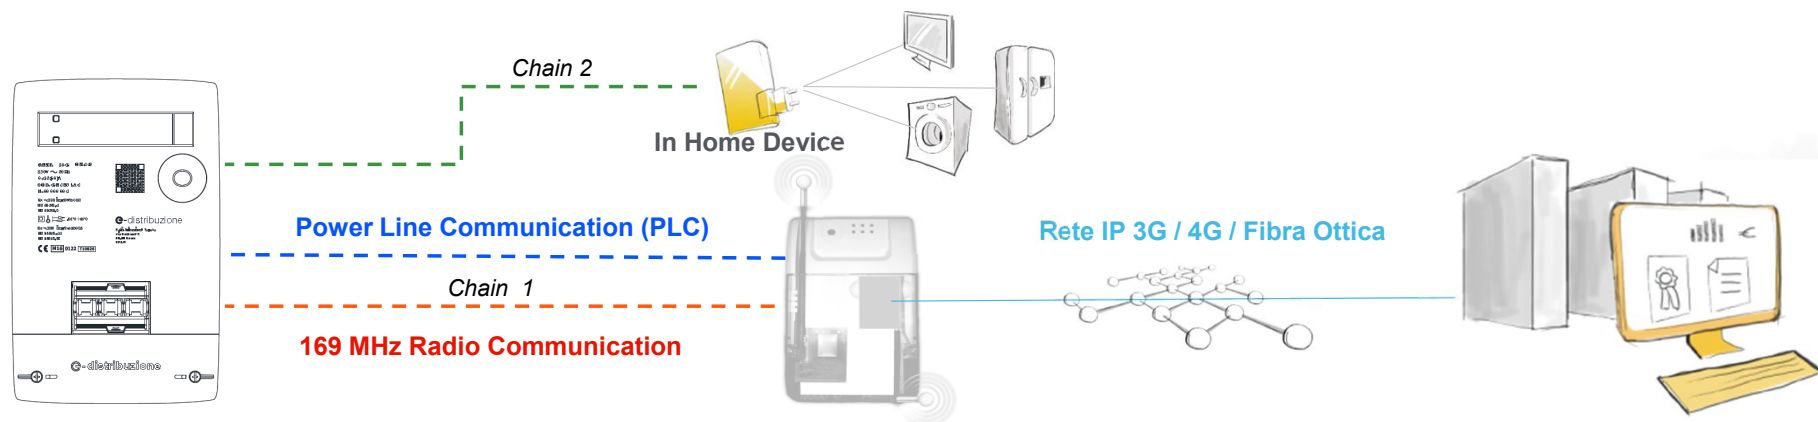 Chain 2
In Home Device
Power Line Communication (PLC)
Chain 1
169 MHz Radio Communication
Rete IP 3G / 4G / Fibra Ottica
e-distribuzione
e-distribuzione